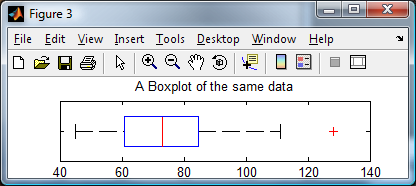 Figure 3
File Edit View Insert Tools Desktop Window Help
A Boxplot of the same data
40 60 80 100 120 140